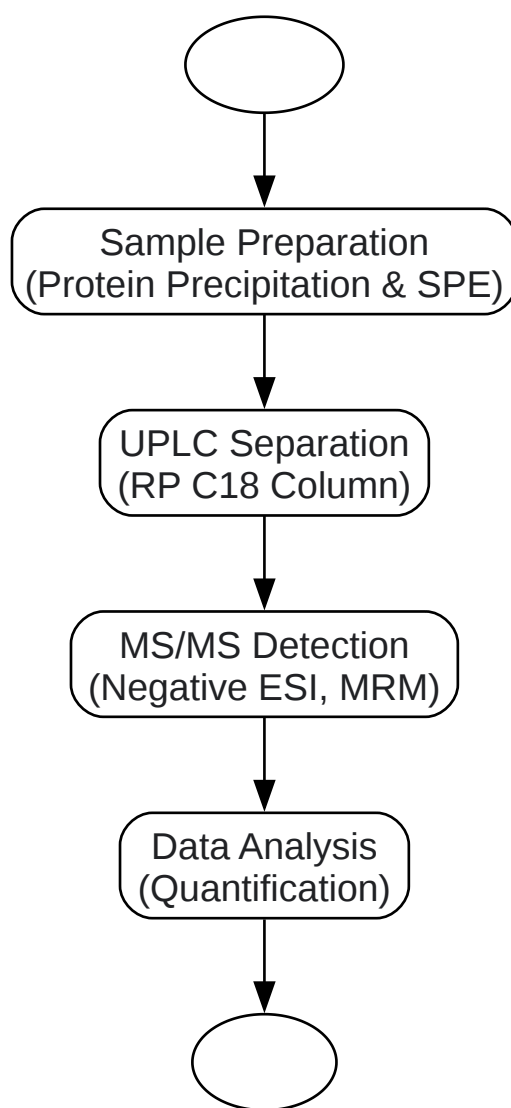 Sample Preparation
(Protein Precipitation & SPE)
UPLC Separation
(RP C18 Column)
MS/MS Detection
(Negative ESI, MRM)
Data Analysis
(Quantification)